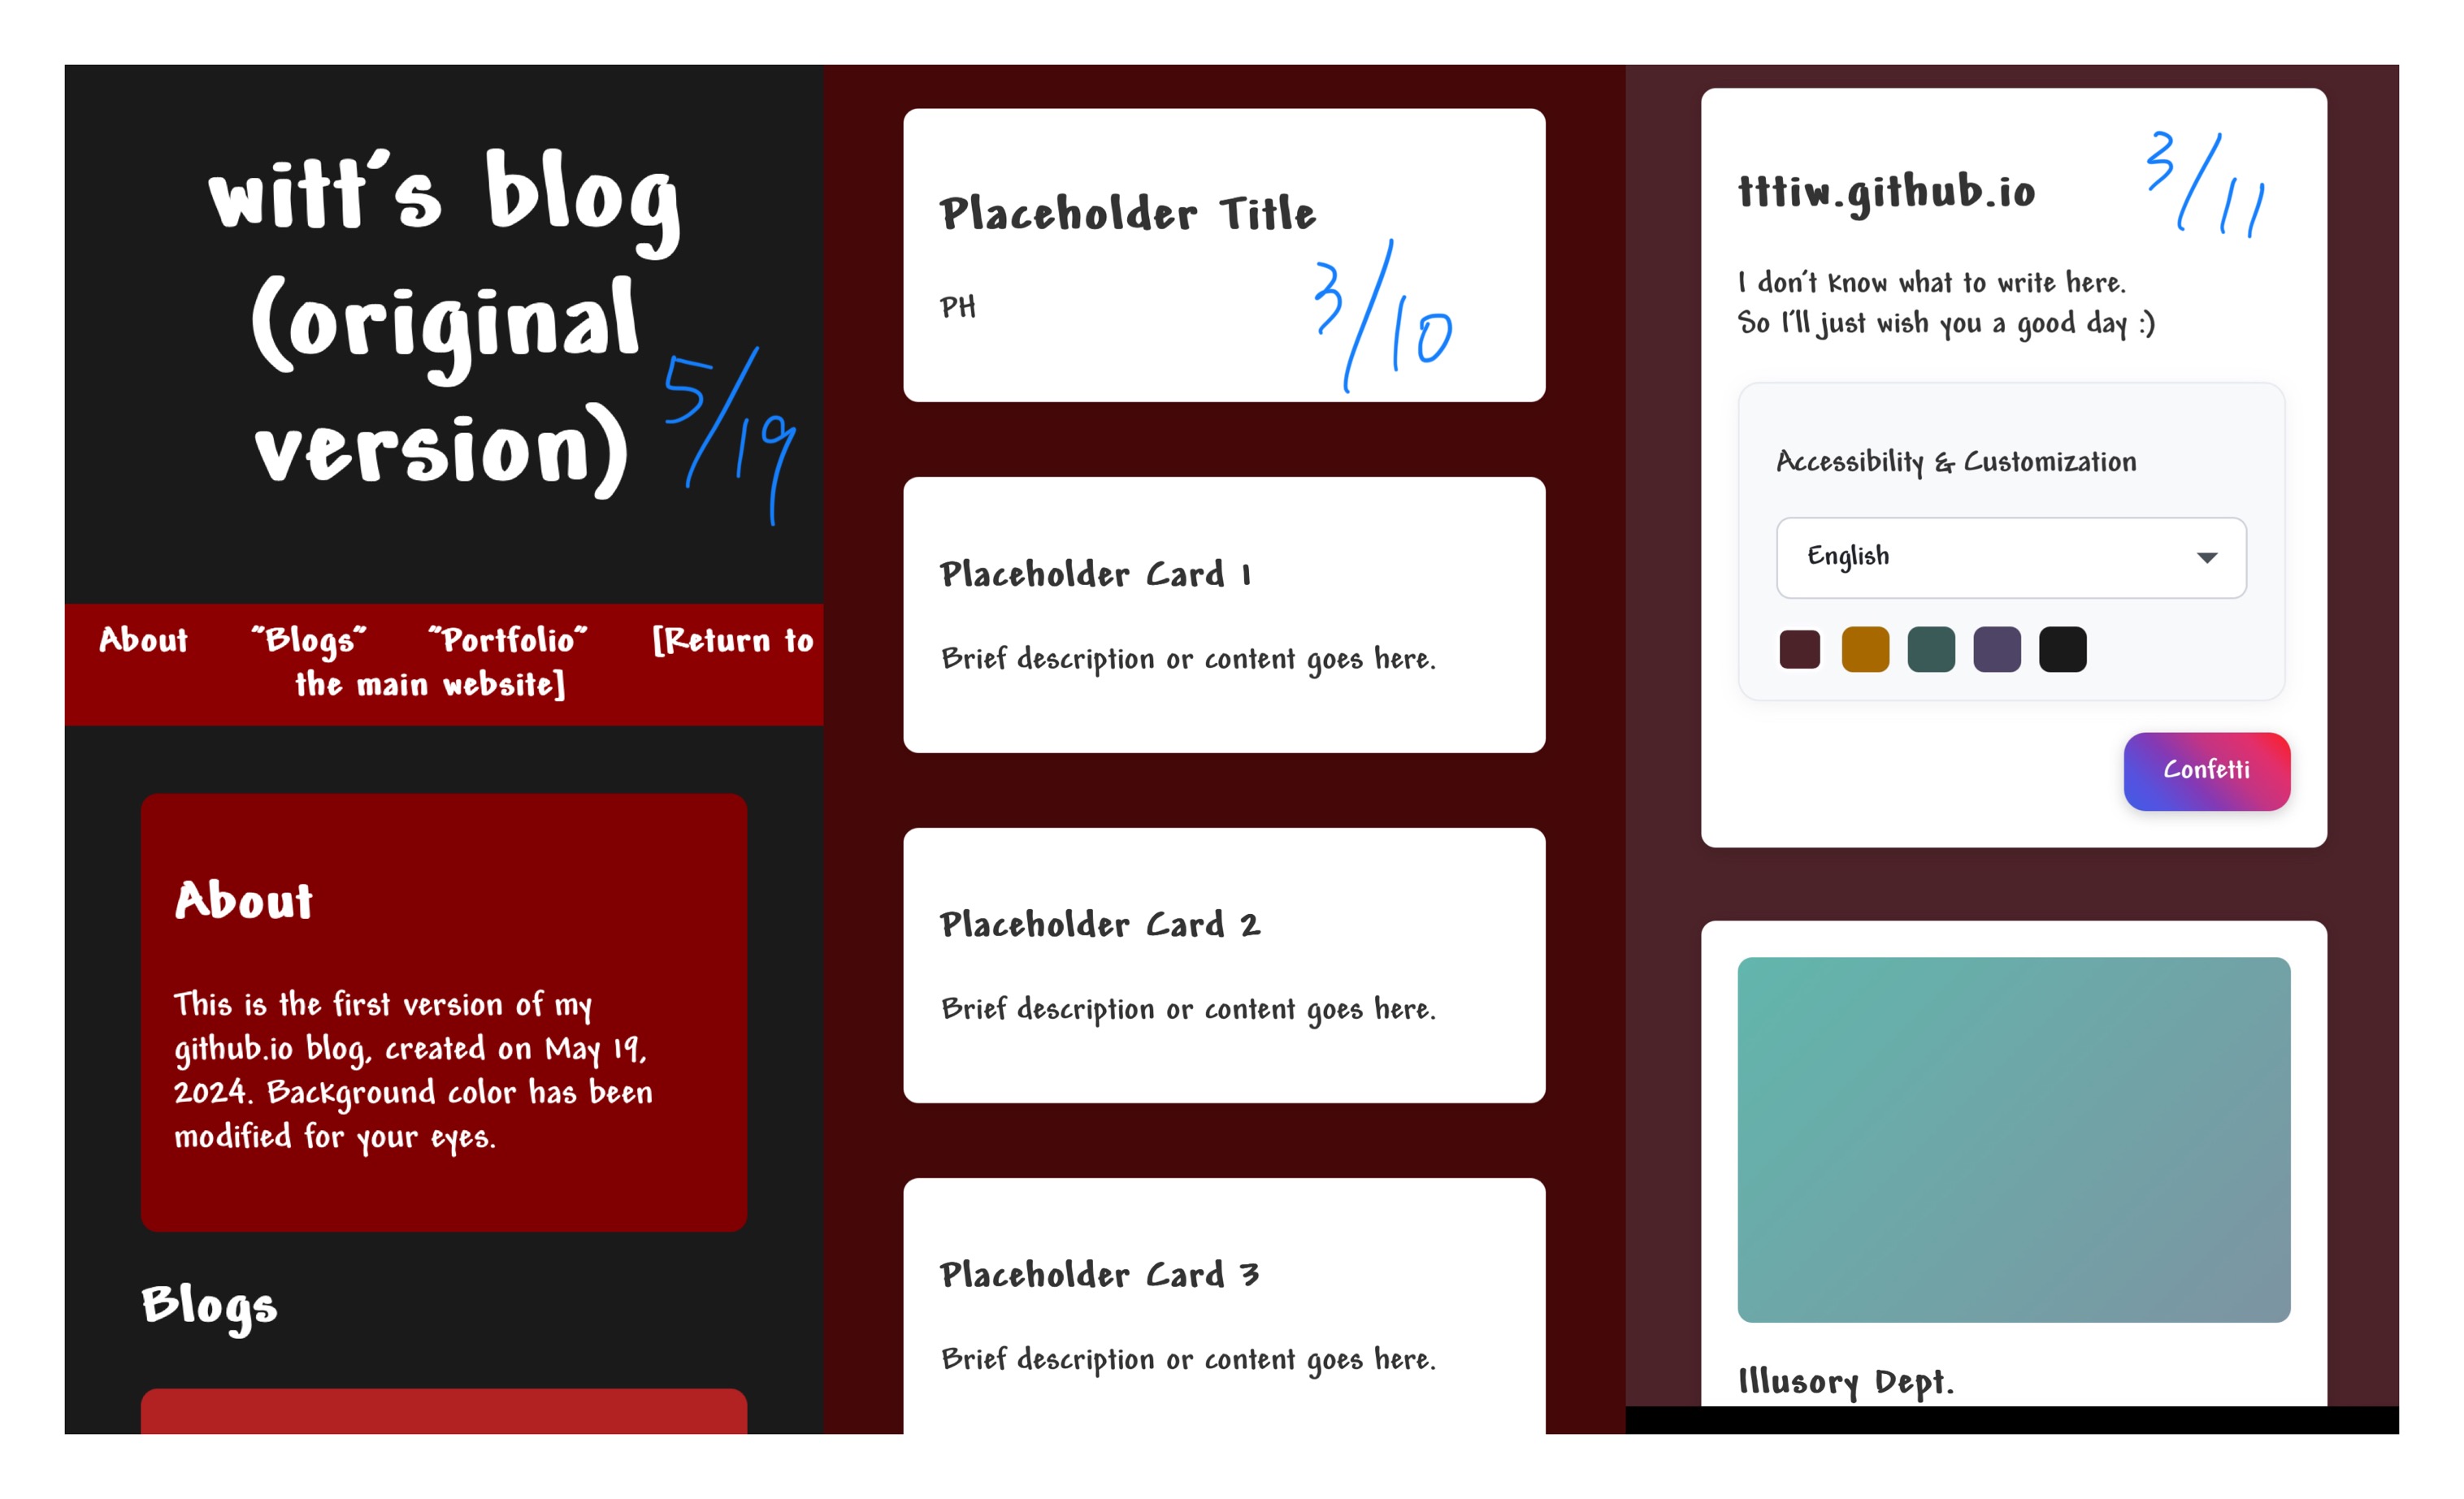 witt's blog
(original
version)
5/19
About "Blogs" "Portfolio" [Return to
the main website]
About
This is the first version of my
github.io blog, created on May 19,
2024. Background color has been
modified for your eyes.
Blogs
Placeholder Title
PH
3/10
Placeholder Card 1
Brief description or content goes here.
Placeholder Card 2
Brief description or content goes here.
Placeholder Card 3
Brief description or content goes here.
tttiw.github.io
3/11
I don't know what to write here.
So I'll just wish you a good day :)
Accessibility & Customization
English
Confetti
Illusory Dept.